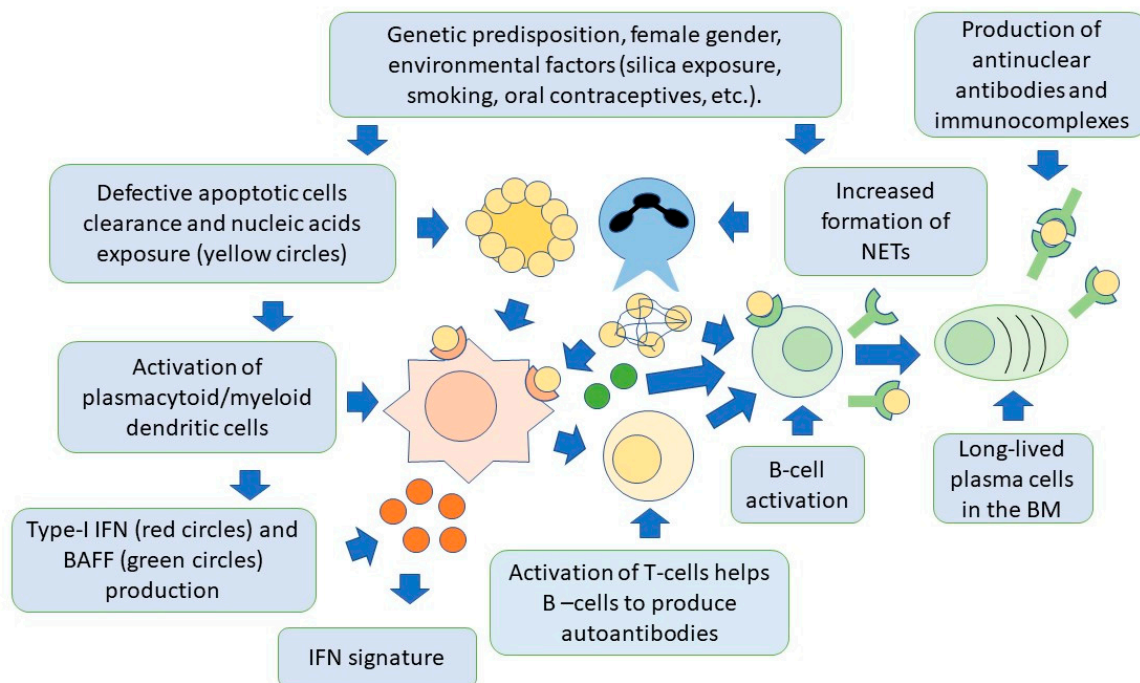 Genetic predisposition, female gender,
environmental factors (silica exposure,
smoking, oral contraceptives, etc.).
Production of
antinuclear
antibodies and
immunocomplexes
Defective apoptotic cells
clearance and nucleic acids
exposure (yellow circles)
Increased
formation of
NETs
Activation of
plasmacytoid/myeloid
dendritic cells
B-cell
activation
Long-lived
plasma cells
in the BM
Type-I IFN (red circles) and
BAFF (green circles)
production
Activation of T-cells helps
B –cells to produce
autoantibodies
IFN signature